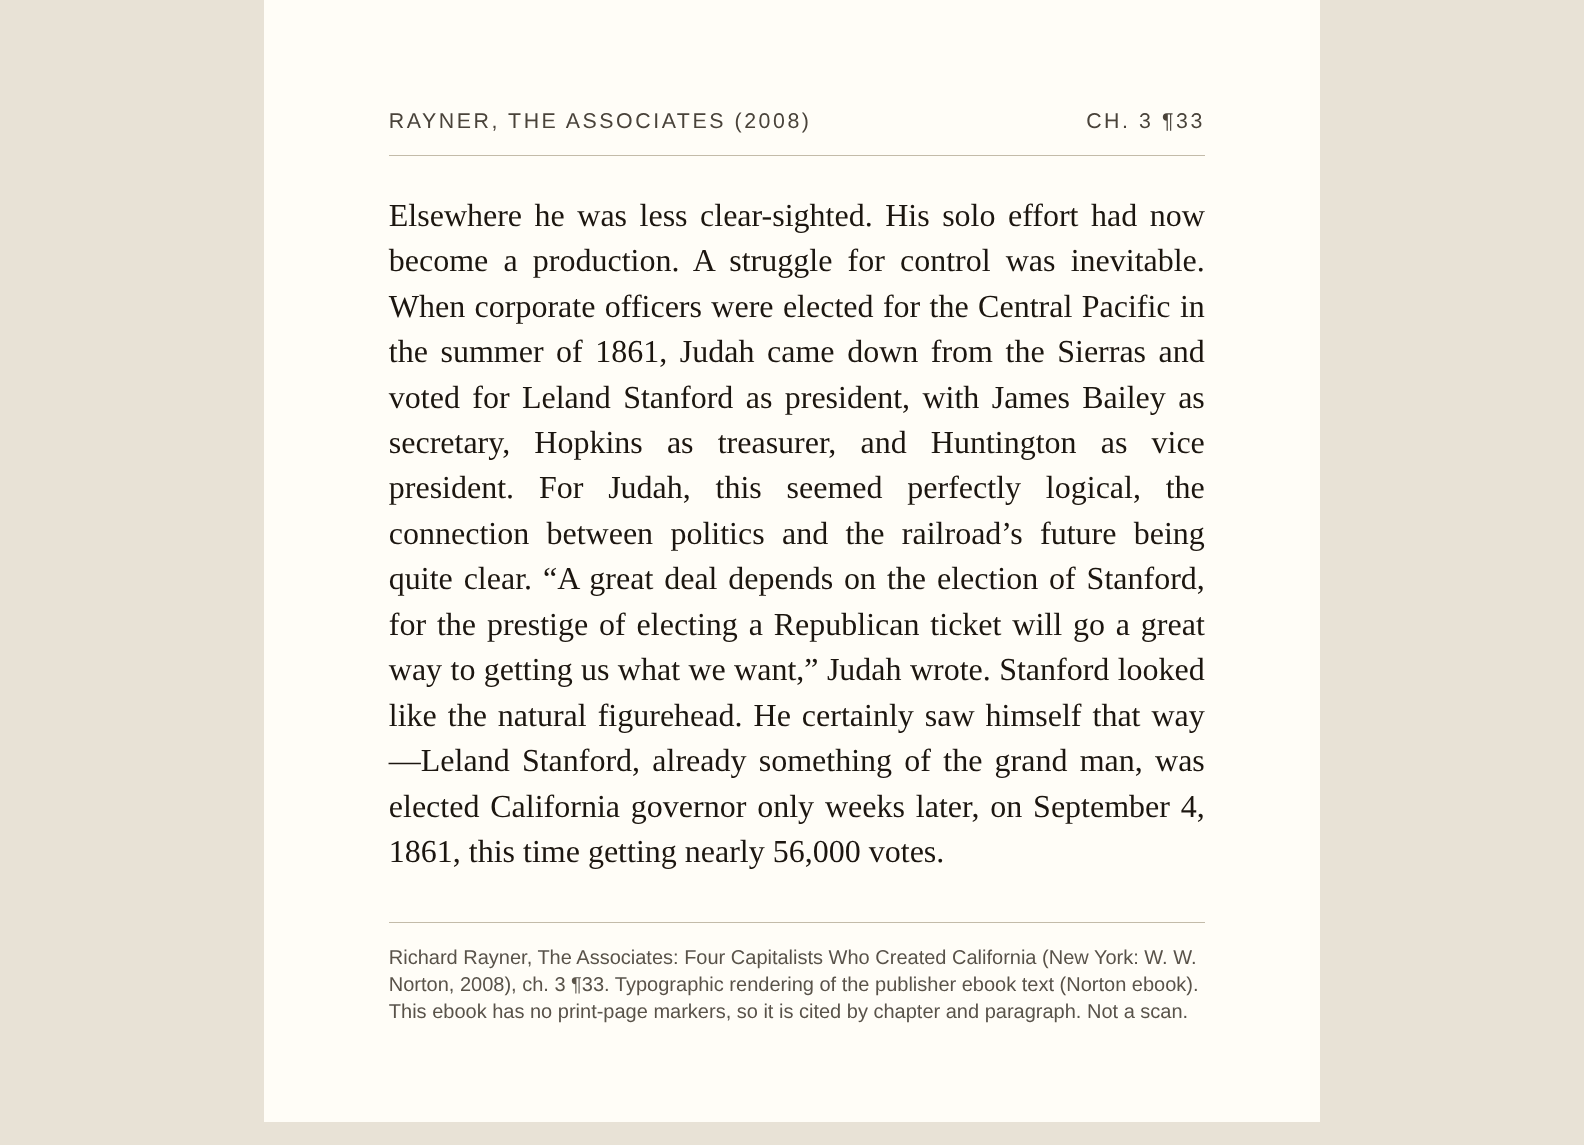 RAYNER, THE ASSOCIATES (2008)
CH. 3 ¶33
Elsewhere he was less clear-sighted. His solo effort had now
become a production. A struggle for control was inevitable.
When corporate officers were elected for the Central Pacific in
the summer of 1861, Judah came down from the Sierras and
voted for Leland Stanford as president, with James Bailey as
secretary, Hopkins as treasurer, and Huntington as vice
president. For Judah, this seemed perfectly logical, the
connection between politics and the railroad’s future being
quite clear. “A great deal depends on the election of Stanford,
for the prestige of electing a Republican ticket will go a great
way to getting us what we want,” Judah wrote. Stanford looked
like the natural figurehead. He certainly saw himself that way
—Leland Stanford, already something of the grand man, was
elected California governor only weeks later, on September 4,
1861, this time getting nearly 56,000 votes.
Richard Rayner, The Associates: Four Capitalists Who Created California (New York: W. W.
Norton, 2008), ch. 3 ¶33. Typographic rendering of the publisher ebook text (Norton ebook).
This ebook has no print-page markers, so it is cited by chapter and paragraph. Not a scan.